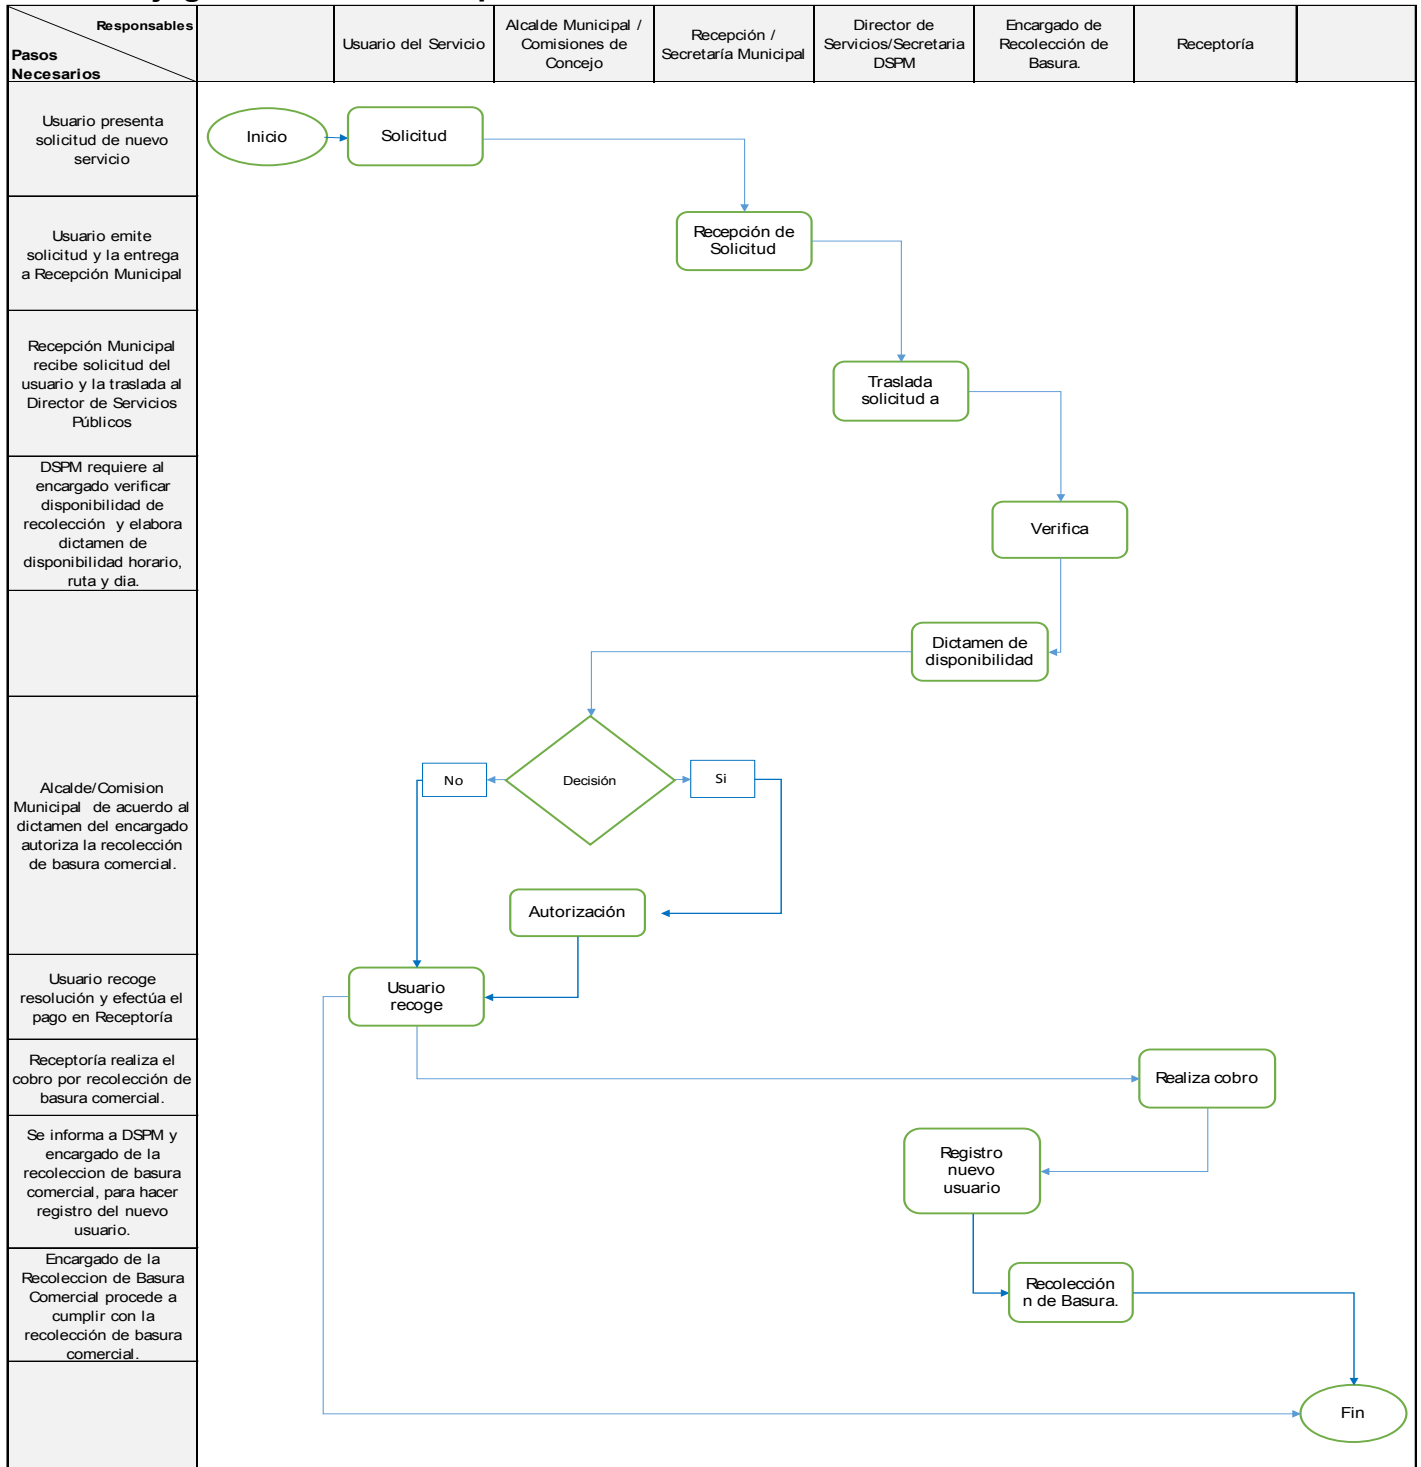 Responsables
Pasos
Necesarios
Usuario del Servicio
Alcalde Municipal /
Comisiones de
Concejo
Recepción /
Secretaría Municipal
Director de
Servicios/Secretaria
DSPM
Encargado de
Recolección de
Basura.
Receptoría
Usuario presenta
solicitud de nuevo
servicio
Inicio
Solicitud
Usuario emite
solicitud y la entrega
a Recepción Municipal
Recepción de
Solicitud
Recepción Municipal
recibe solicitud del
usuario y la traslada al
Director de Servicios
Públicos
Traslada
solicitud a
DSPM requiere al
encargado verificar
disponibilidad de
recolección y elabora
dictamen de
disponibilidad horario,
ruta y dia.
Verifica
Dictamen de
disponibilidad
Alcalde/Comision
Municipal de acuerdo al
dictamen del encargado
autoriza la recolección
de basura comercial.
No
Decisión
Si
Autorización
Usuario recoge
resolución y efectúa el
pago en Receptoría
Usuario
recoge
Receptoría realiza el
cobro por recolección de
basura comercial.
Realiza cobro
Se informa a DSPM y
encargado de la
recoleccion de basura
comercial, para hacer
registro del nuevo
usuario.
Registro
nuevo
usuario
Encargado de la
Recoleccion de Basura
Comercial procede a
cumplir con la
recolección de basura
comercial.
Recolección
n de Basura.
Fin